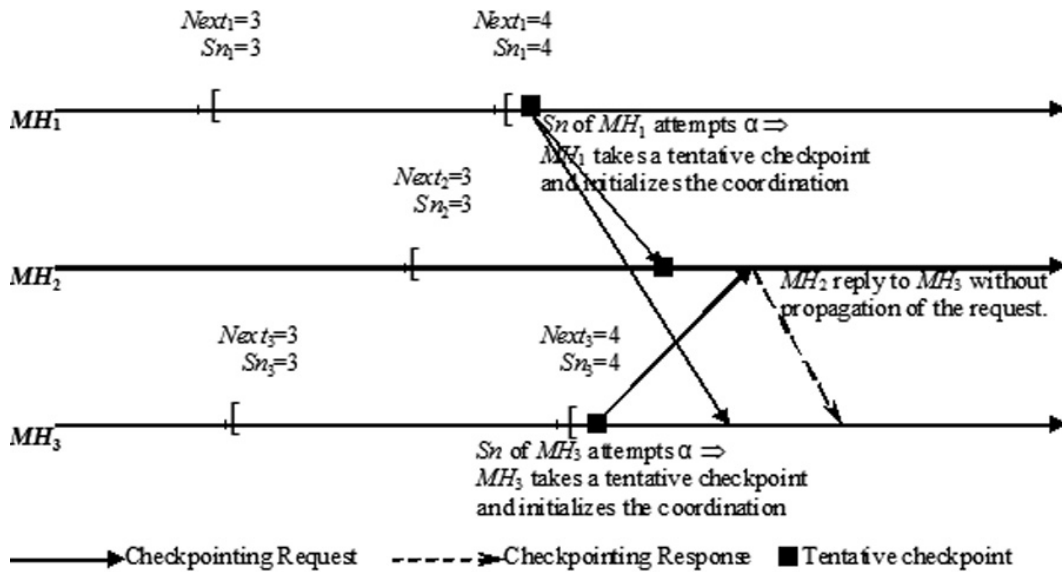 Next₁=3
Sn₁=3
Next₁=4
Sn₁=4
MH₁
Sn of MH₁ attempts α ⇒
MH₁ takes a tentative checkpoint
and initializes the coordination
Next₂=3
Sn₂=3
MH₂
MH₂ reply to MH₃ without
propagation of the request.
Next₃=3
Sn₃=3
Next₃=4
Sn₃=4
MH₃
Sn of MH₃ attempts α ⇒
MH₃ takes a tentative checkpoint
and initializes the coordination
Checkpointing Request
Checkpointing Response
Tentative checkpoint